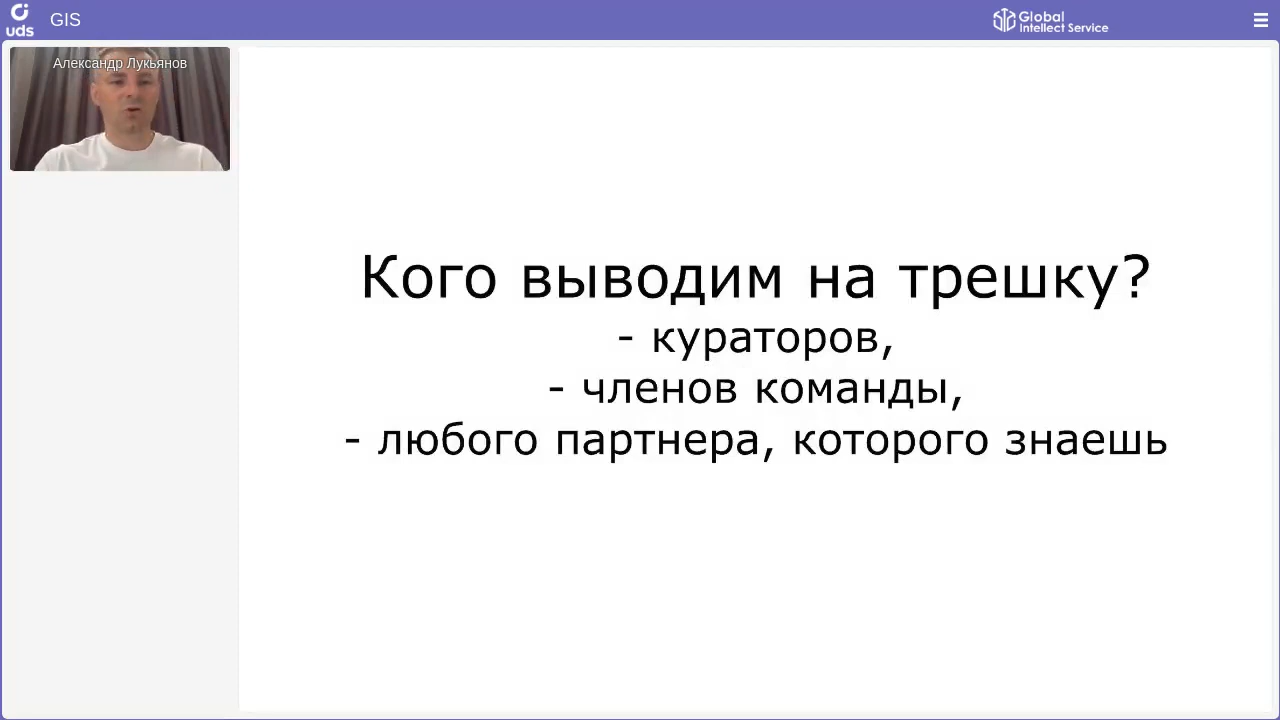 uds
GIS
Global
Intellect Service
Александр Лукьянов
Кого выводим на трешку?
- кураторов,
- членов команды,
- любого партнера, которого знаешь